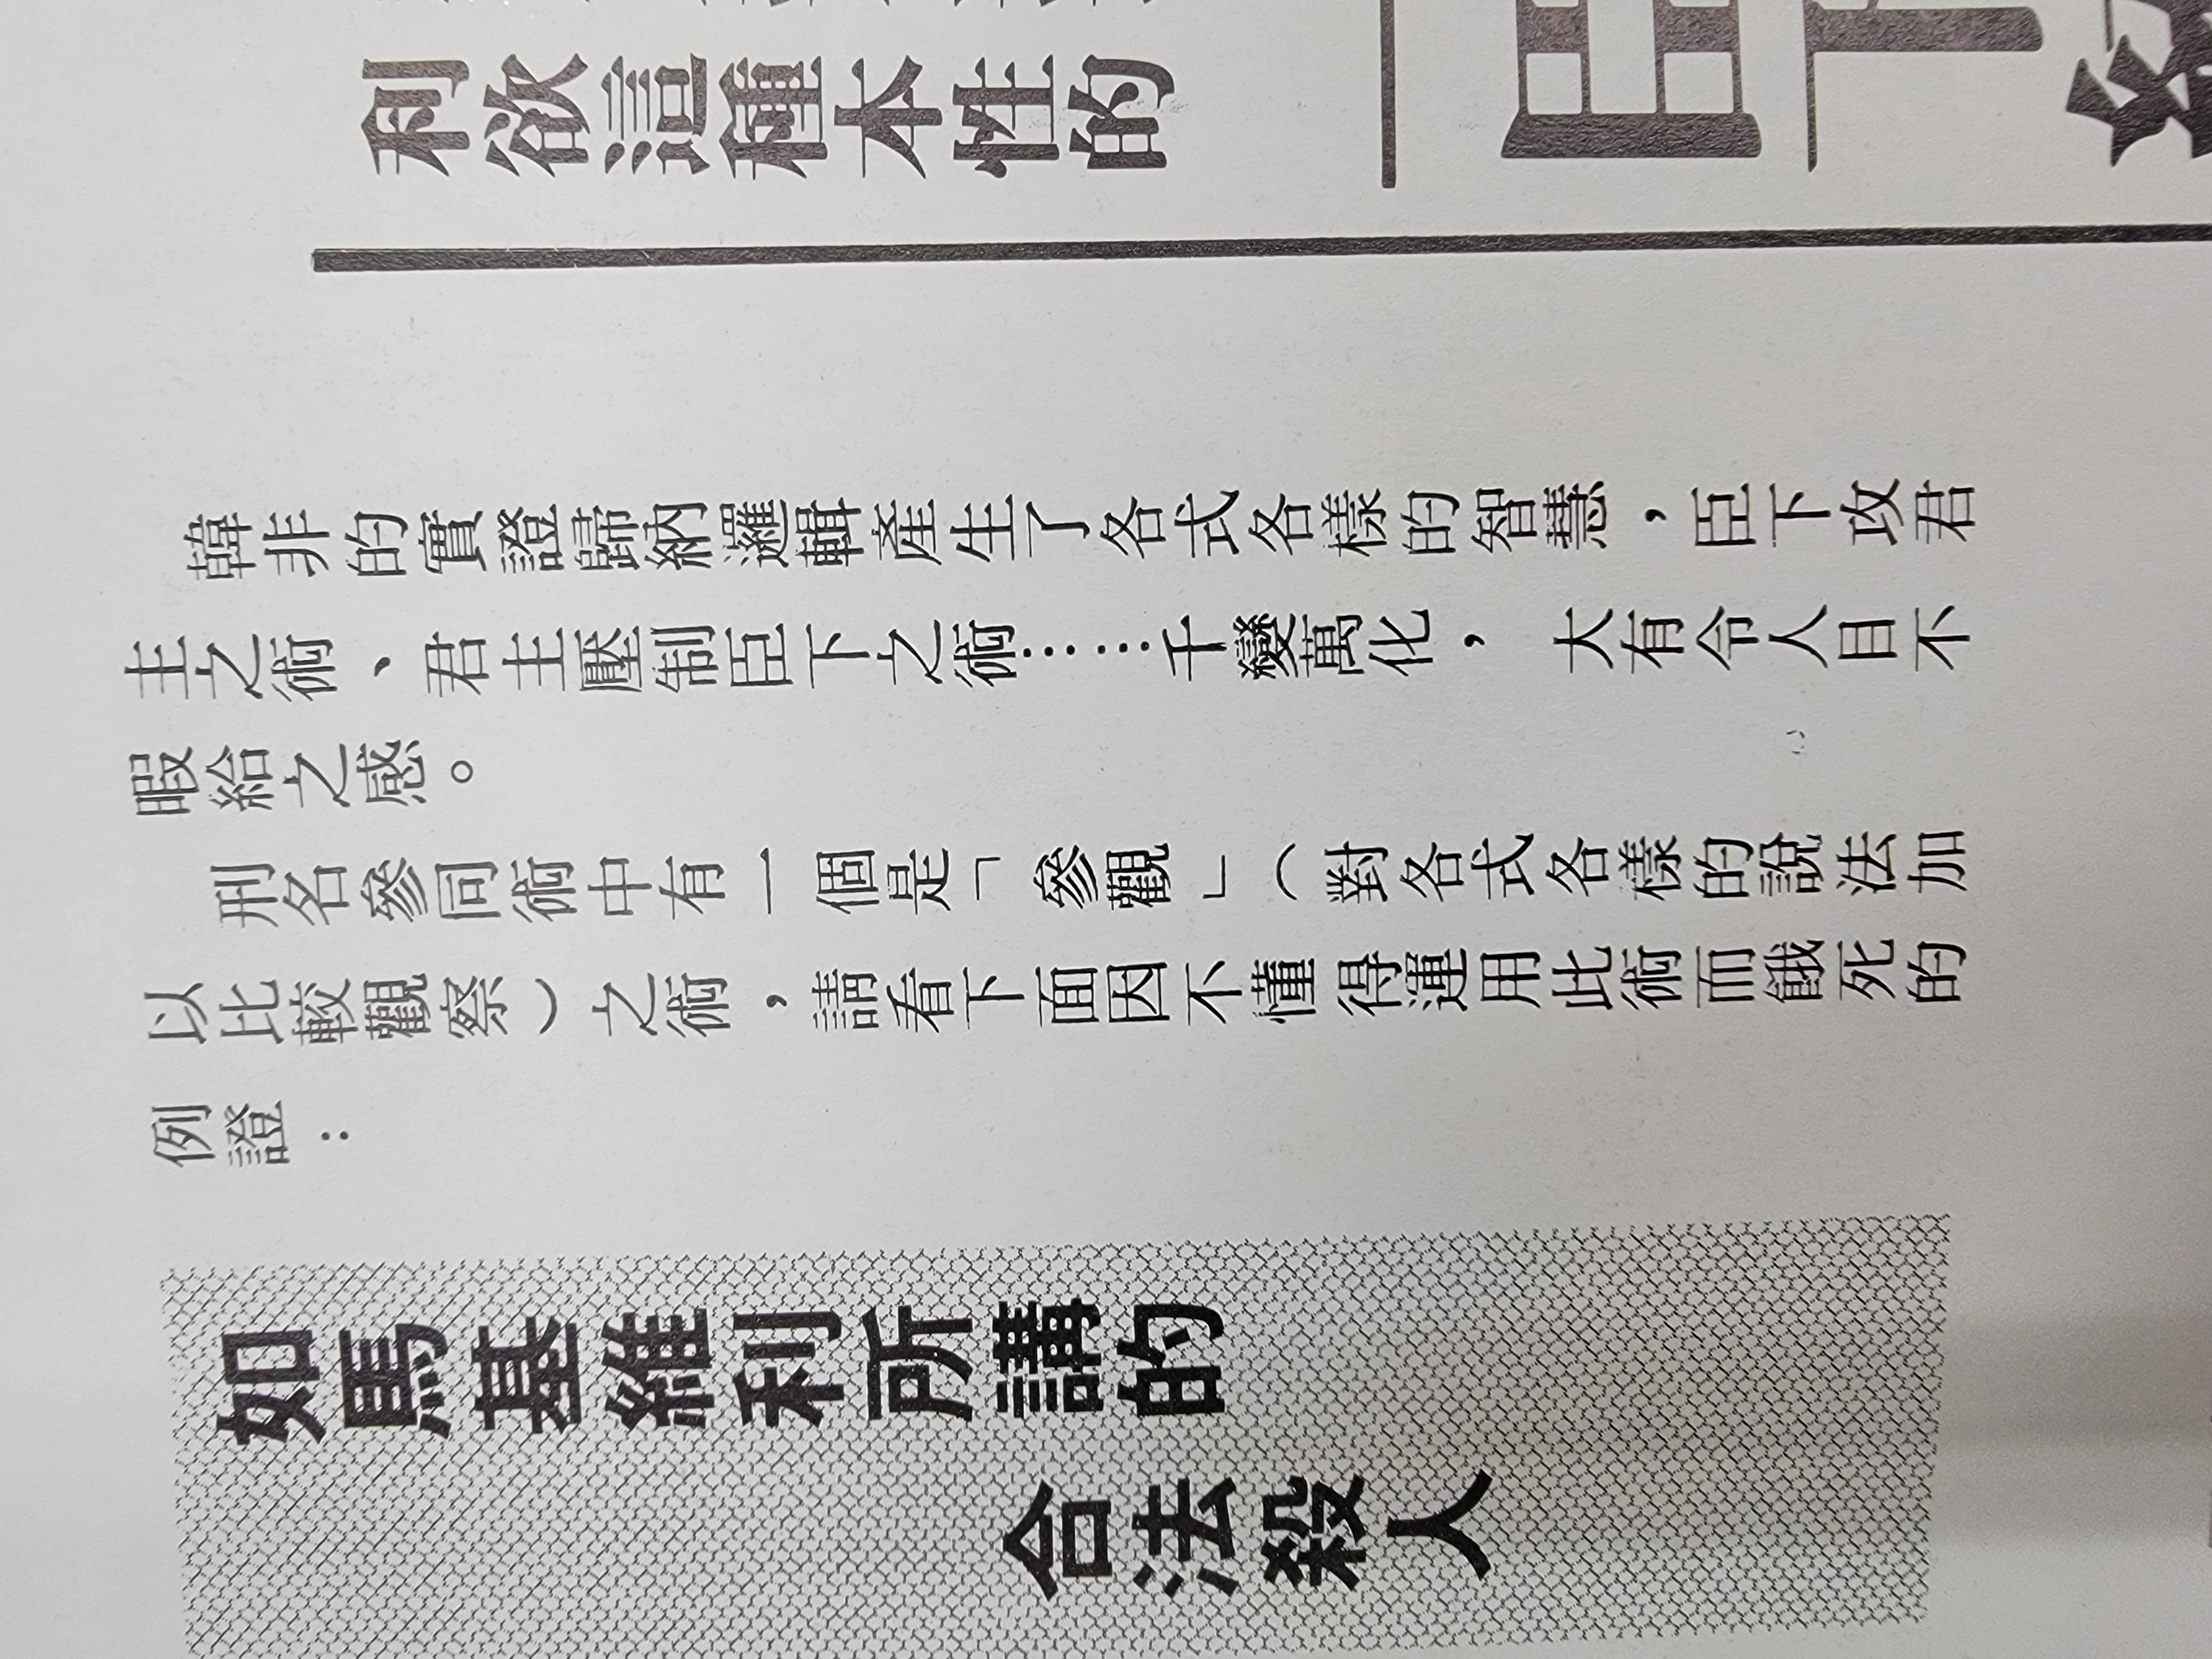 利欲這種本性的
臣下
韓非的實證歸納邏輯產生了各式各樣的智慧，臣下攻君
主之術、君主壓制臣下之術……千變萬化，大有令人目不
暇給之感。
刑名參同術中有一個是「參觀」（對各式各樣的說法加
以比較觀察）之術，請看下面因不懂得運用此術而餓死的
例證：
如馬基維利所講的
合法殺人